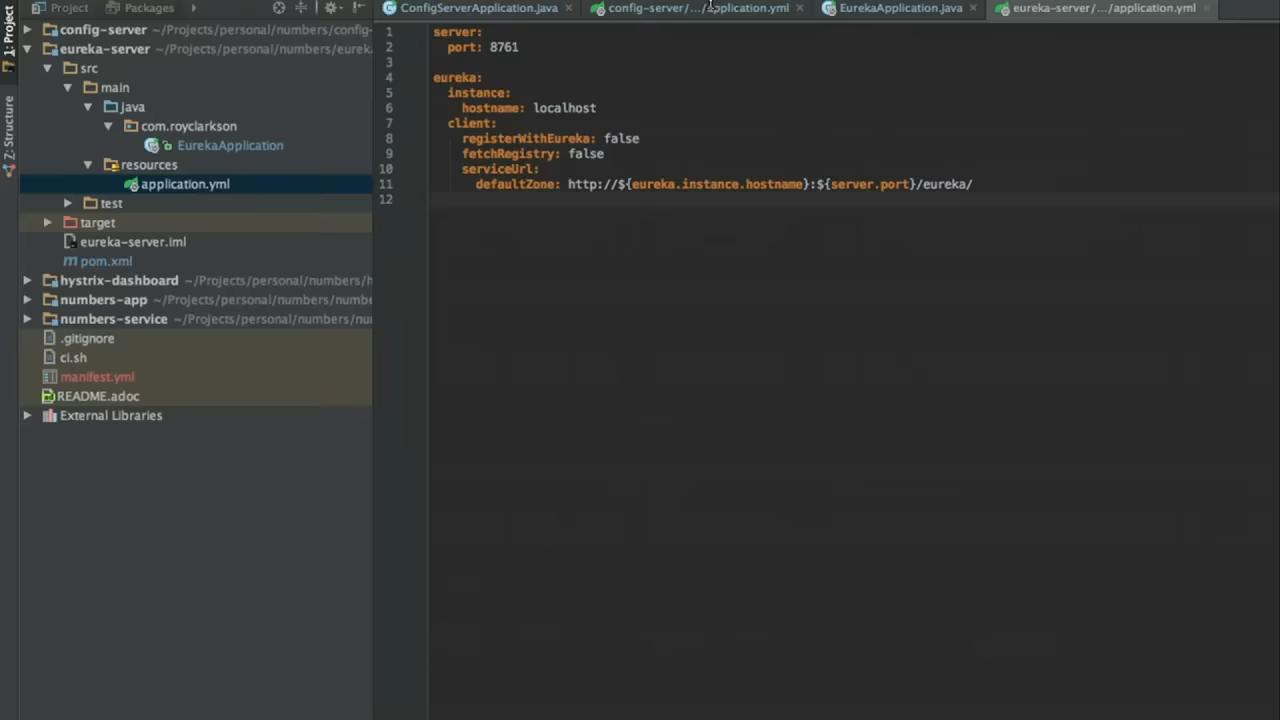 Project
Packages
ConfigServerApplication.java
config-server/.../application.yml
EurekaApplication.java
eureka-server/.../application.yml
1: Project
Z: Structure
config-server ~/Projects/personal/numbers/config-
eureka-server ~/Projects/personal/numbers/eurek
src
main
java
com.royclarkson
EurekaApplication
resources
application.yml
test
target
eureka-server.iml
pom.xml
hystrix-dashboard ~/Projects/personal/numbers/h
numbers-app ~/Projects/personal/numbers/numbe
numbers-service ~/Projects/personal/numbers/nu
.gitignore
ci.sh
manifest.yml
README.adoc
External Libraries
1 server:
2 port: 8761
3
4 eureka:
5 instance:
6 hostname: localhost
7 client:
8 registerWithEureka: false
9 fetchRegistry: false
10 serviceUrl:
11 defaultZone: http://${eureka.instance.hostname}:${server.port}/eureka/
12